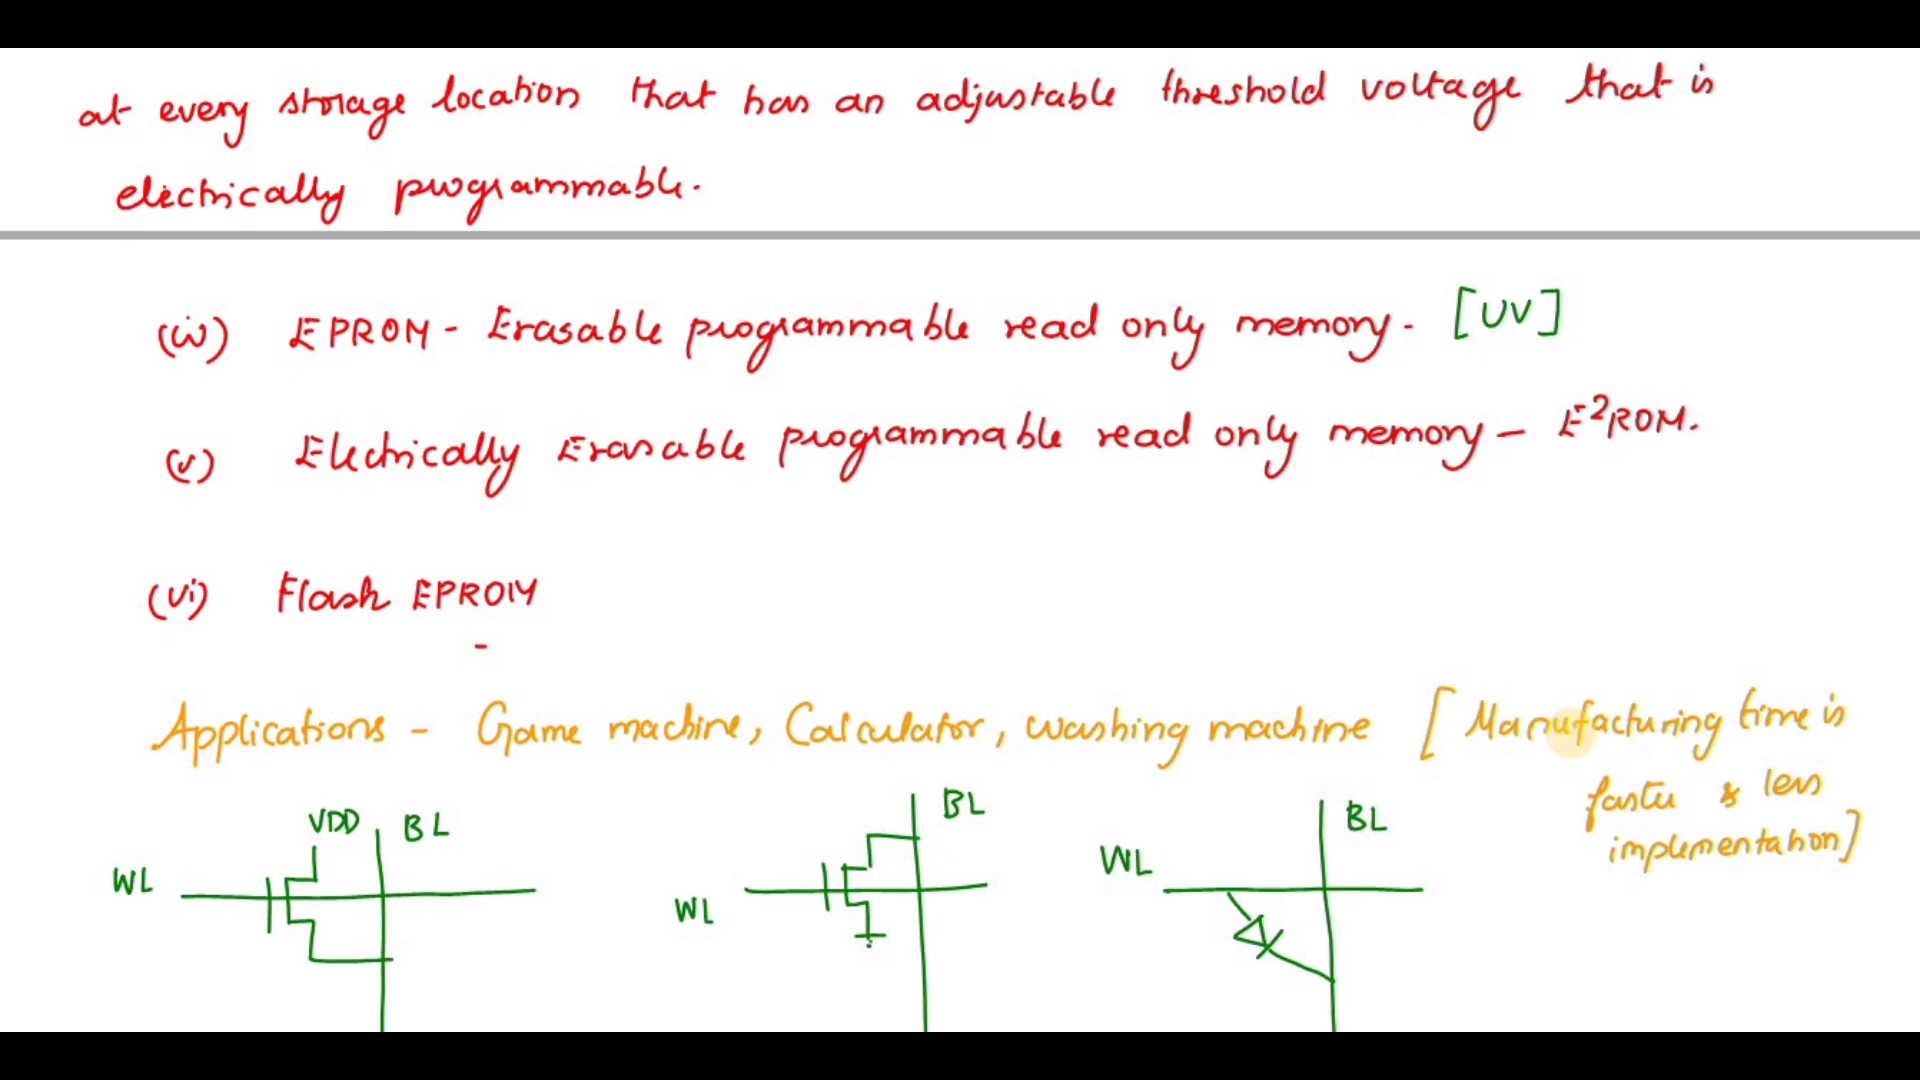 at every storage location that has an adjustable threshold voltage that is
electrically programmable.
(iv) EPROM - Erasable programmable read only memory. [UV]
(v) Electrically Erasable programmable read only memory - E²ROM.
(vi) Flash EPROM
-
Applications - Game machine, Calculator, washing machine [Manufacturing time is
faster & less
implementation]
VDD BL
WL
BL
WL
BL
WL